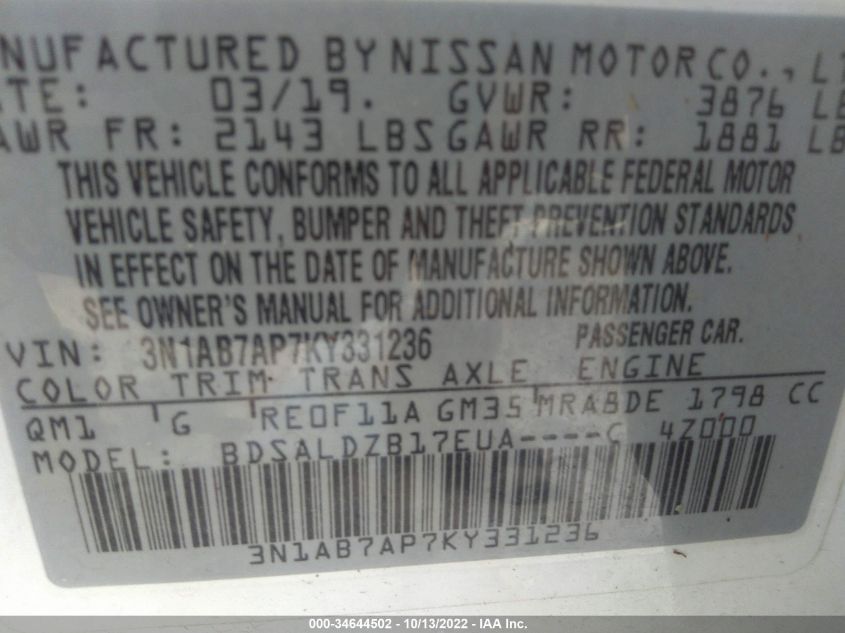 NUFACTURED BY NISSAN MOTOR CO., LT
TE: 03/19. GVWR: 3876 LB
AWR FR: 2143 LBS GAWR RR: 1881 LB
THIS VEHICLE CONFORMS TO ALL APPLICABLE FEDERAL MOTOR
VEHICLE SAFETY, BUMPER AND THEFT PREVENTION STANDARDS
IN EFFECT ON THE DATE OF MANUFACTURE SHOWN ABOVE.
SEE OWNER'S MANUAL FOR ADDITIONAL INFORMATION.
VIN: 3N1AB7AP7KY331236 PASSENGER CAR.
COLOR TRIM TRANS AXLE ENGINE
QM1 G RE0F11A GM35 MRA8DE 1798 CC
MODEL: BDSALDZB17EUA----C 4Z000
3N1AB7AP7KY331236
000-34644502 - 10/13/2022 - IAA Inc.